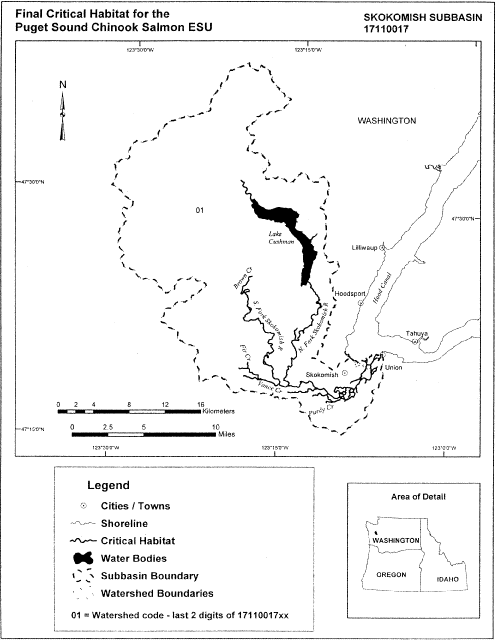 Final Critical Habitat for the
Puget Sound Chinook Salmon ESU
SKOKOMISH SUBBASIN
17110017
123°30'0"W
123°15'0"W
N
WASHINGTON
47°30'0"N
47°30'0"N
01
Lake
Cushman
Lilliwaup
Hood Canal
Hoodsport
Brown Cr
S. Fork Skokomish R
N. Fork Skokomish R
Tahuya
Fir Cr
Vance Cr
Skokomish
Union
Purdy Cr
0 2 4 8 12 16
Kilometers
0 2.5 5 10
Miles
47°15'0"N
123°15'0"W
123°0'0"W
Legend
Cities / Towns
Shoreline
Critical Habitat
Water Bodies
Subbasin Boundary
Watershed Boundaries
01 = Watershed code - last 2 digits of 17110017xx
Area of Detail
WASHINGTON
OREGON
IDAHO